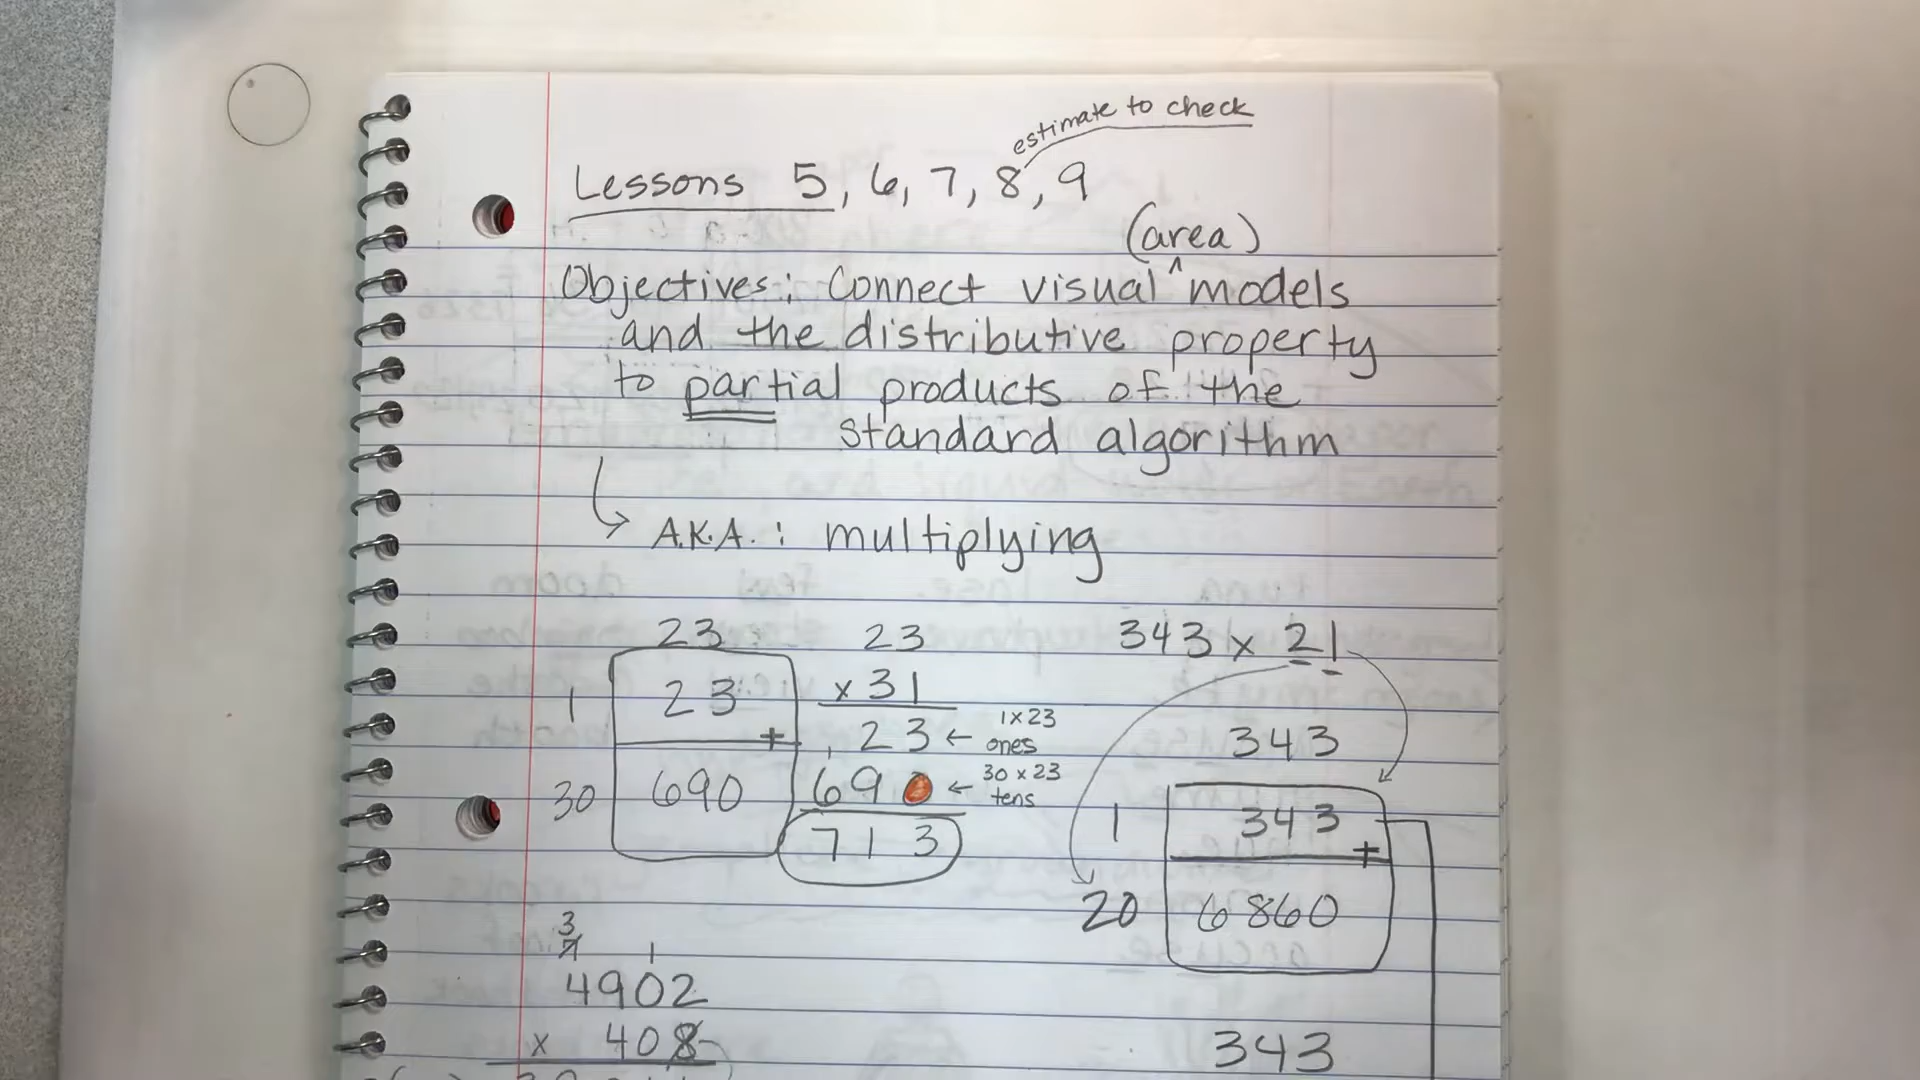 estimate to check
Lessons 5, 6, 7, 8, 9
(area)
Objectives: Connect visual ^ models
and the distributive property
to partial products of the
standard algorithm
A.K.A.: multiplying
23
1 23 +
30 690
23
x 31
23 ← 1x23
ones
690 ← 30 x 23
tens
713
343 x 21
343
1 343 +
20 6860
3
7 1
4902
x 408
343